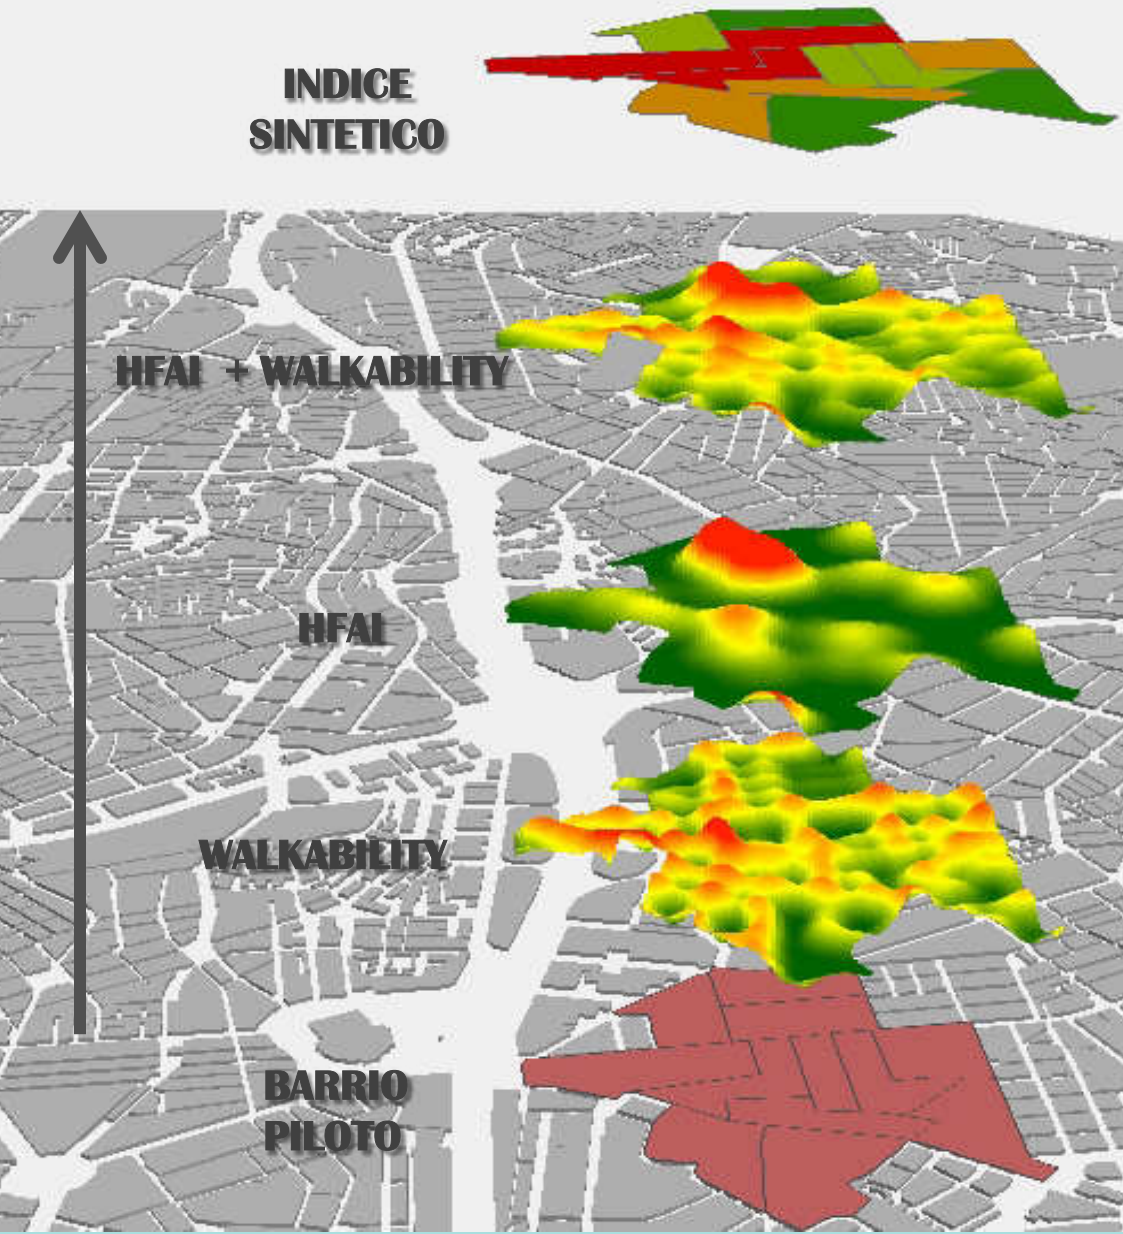 INDICE
SINTETICO
HFAI + WALKABILITY
HFAI
WALKABILITY
BARRIO
PILOTO